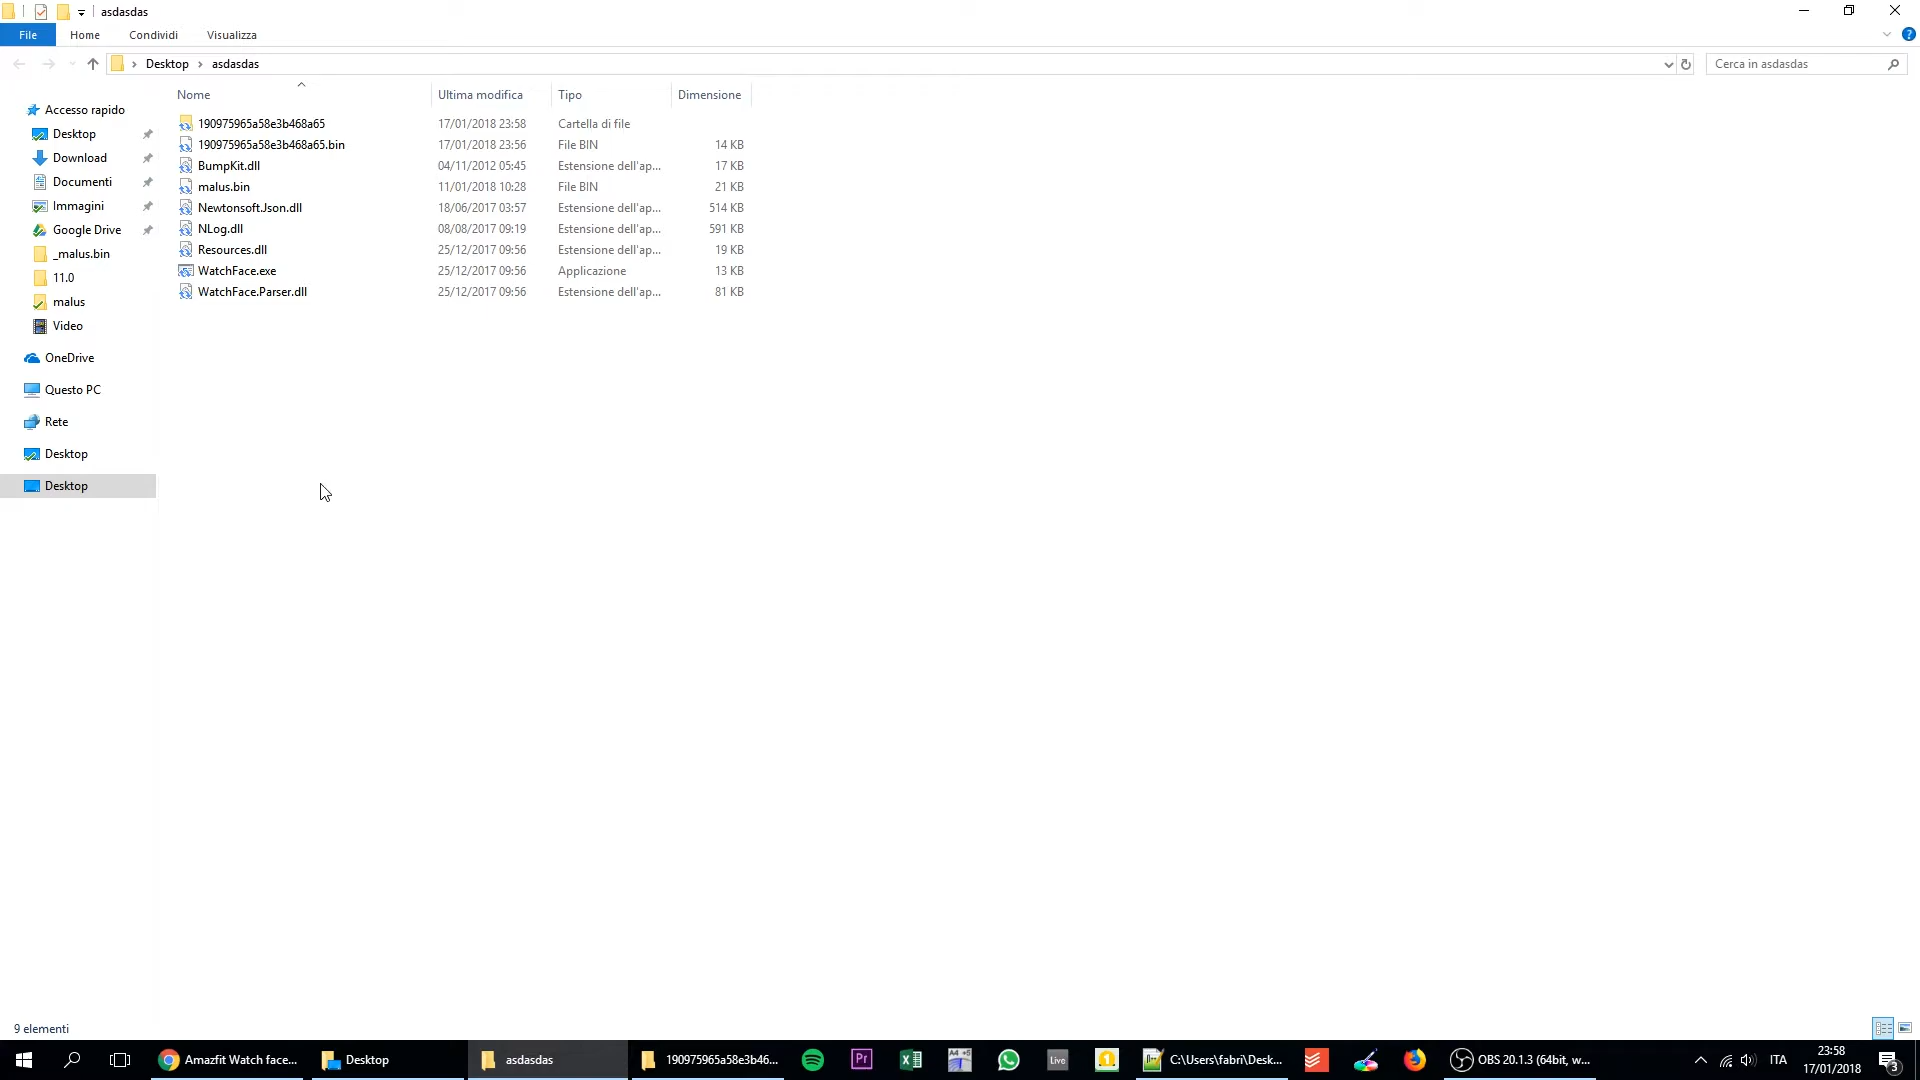 asdasdas
File Home Condividi Visualizza
Desktop asdasdas Cerca in asdasdas
Nome Ultima modifica Tipo Dimensione
Accesso rapido
Desktop
Download
Documenti
Immagini
Google Drive
_malus.bin
11.0
malus
Video
OneDrive
Questo PC
Rete
Desktop
Desktop
190975965a58e3b468a65 17/01/2018 23:58 Cartella di file
190975965a58e3b468a65.bin 17/01/2018 23:56 File BIN 14 KB
BumpKit.dll 04/11/2012 05:45 Estensione dell'ap... 17 KB
malus.bin 11/01/2018 10:28 File BIN 21 KB
Newtonsoft.Json.dll 18/06/2017 03:57 Estensione dell'ap... 514 KB
NLog.dll 08/08/2017 09:19 Estensione dell'ap... 591 KB
Resources.dll 25/12/2017 09:56 Estensione dell'ap... 19 KB
WatchFace.exe 25/12/2017 09:56 Applicazione 13 KB
WatchFace.Parser.dll 25/12/2017 09:56 Estensione dell'ap... 81 KB
9 elementi
Amazfit Watch face... Desktop asdasdas 190975965a58e3b46... Pr A4 +5 Live C:\Users\fabri\Desk... OBS 20.1.3 (64bit, w... ITA 23:58
17/01/2018 3